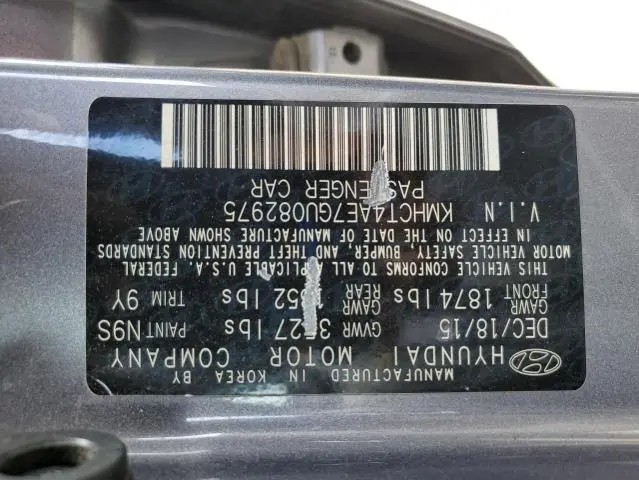 MANUFACTURED IN KOREA BY
HYUNDAI MOTOR COMPANY
DEC/18/15 GVWR lbs PAINT N9S
GAWR FRONT 1874 lbs GAWR REAR lbs TRIM 9Y
THIS VEHICLE CONFORMS TO ALL APPLICABLE U.S.A. FEDERAL
MOTOR VEHICLE SAFETY, BUMPER, AND THEFT PREVENTION STANDARDS
IN EFFECT ON THE DATE OF MANUFACTURE SHOWN ABOVE
V.I.N KMHCT4AE7GU082975
PASSENGER CAR